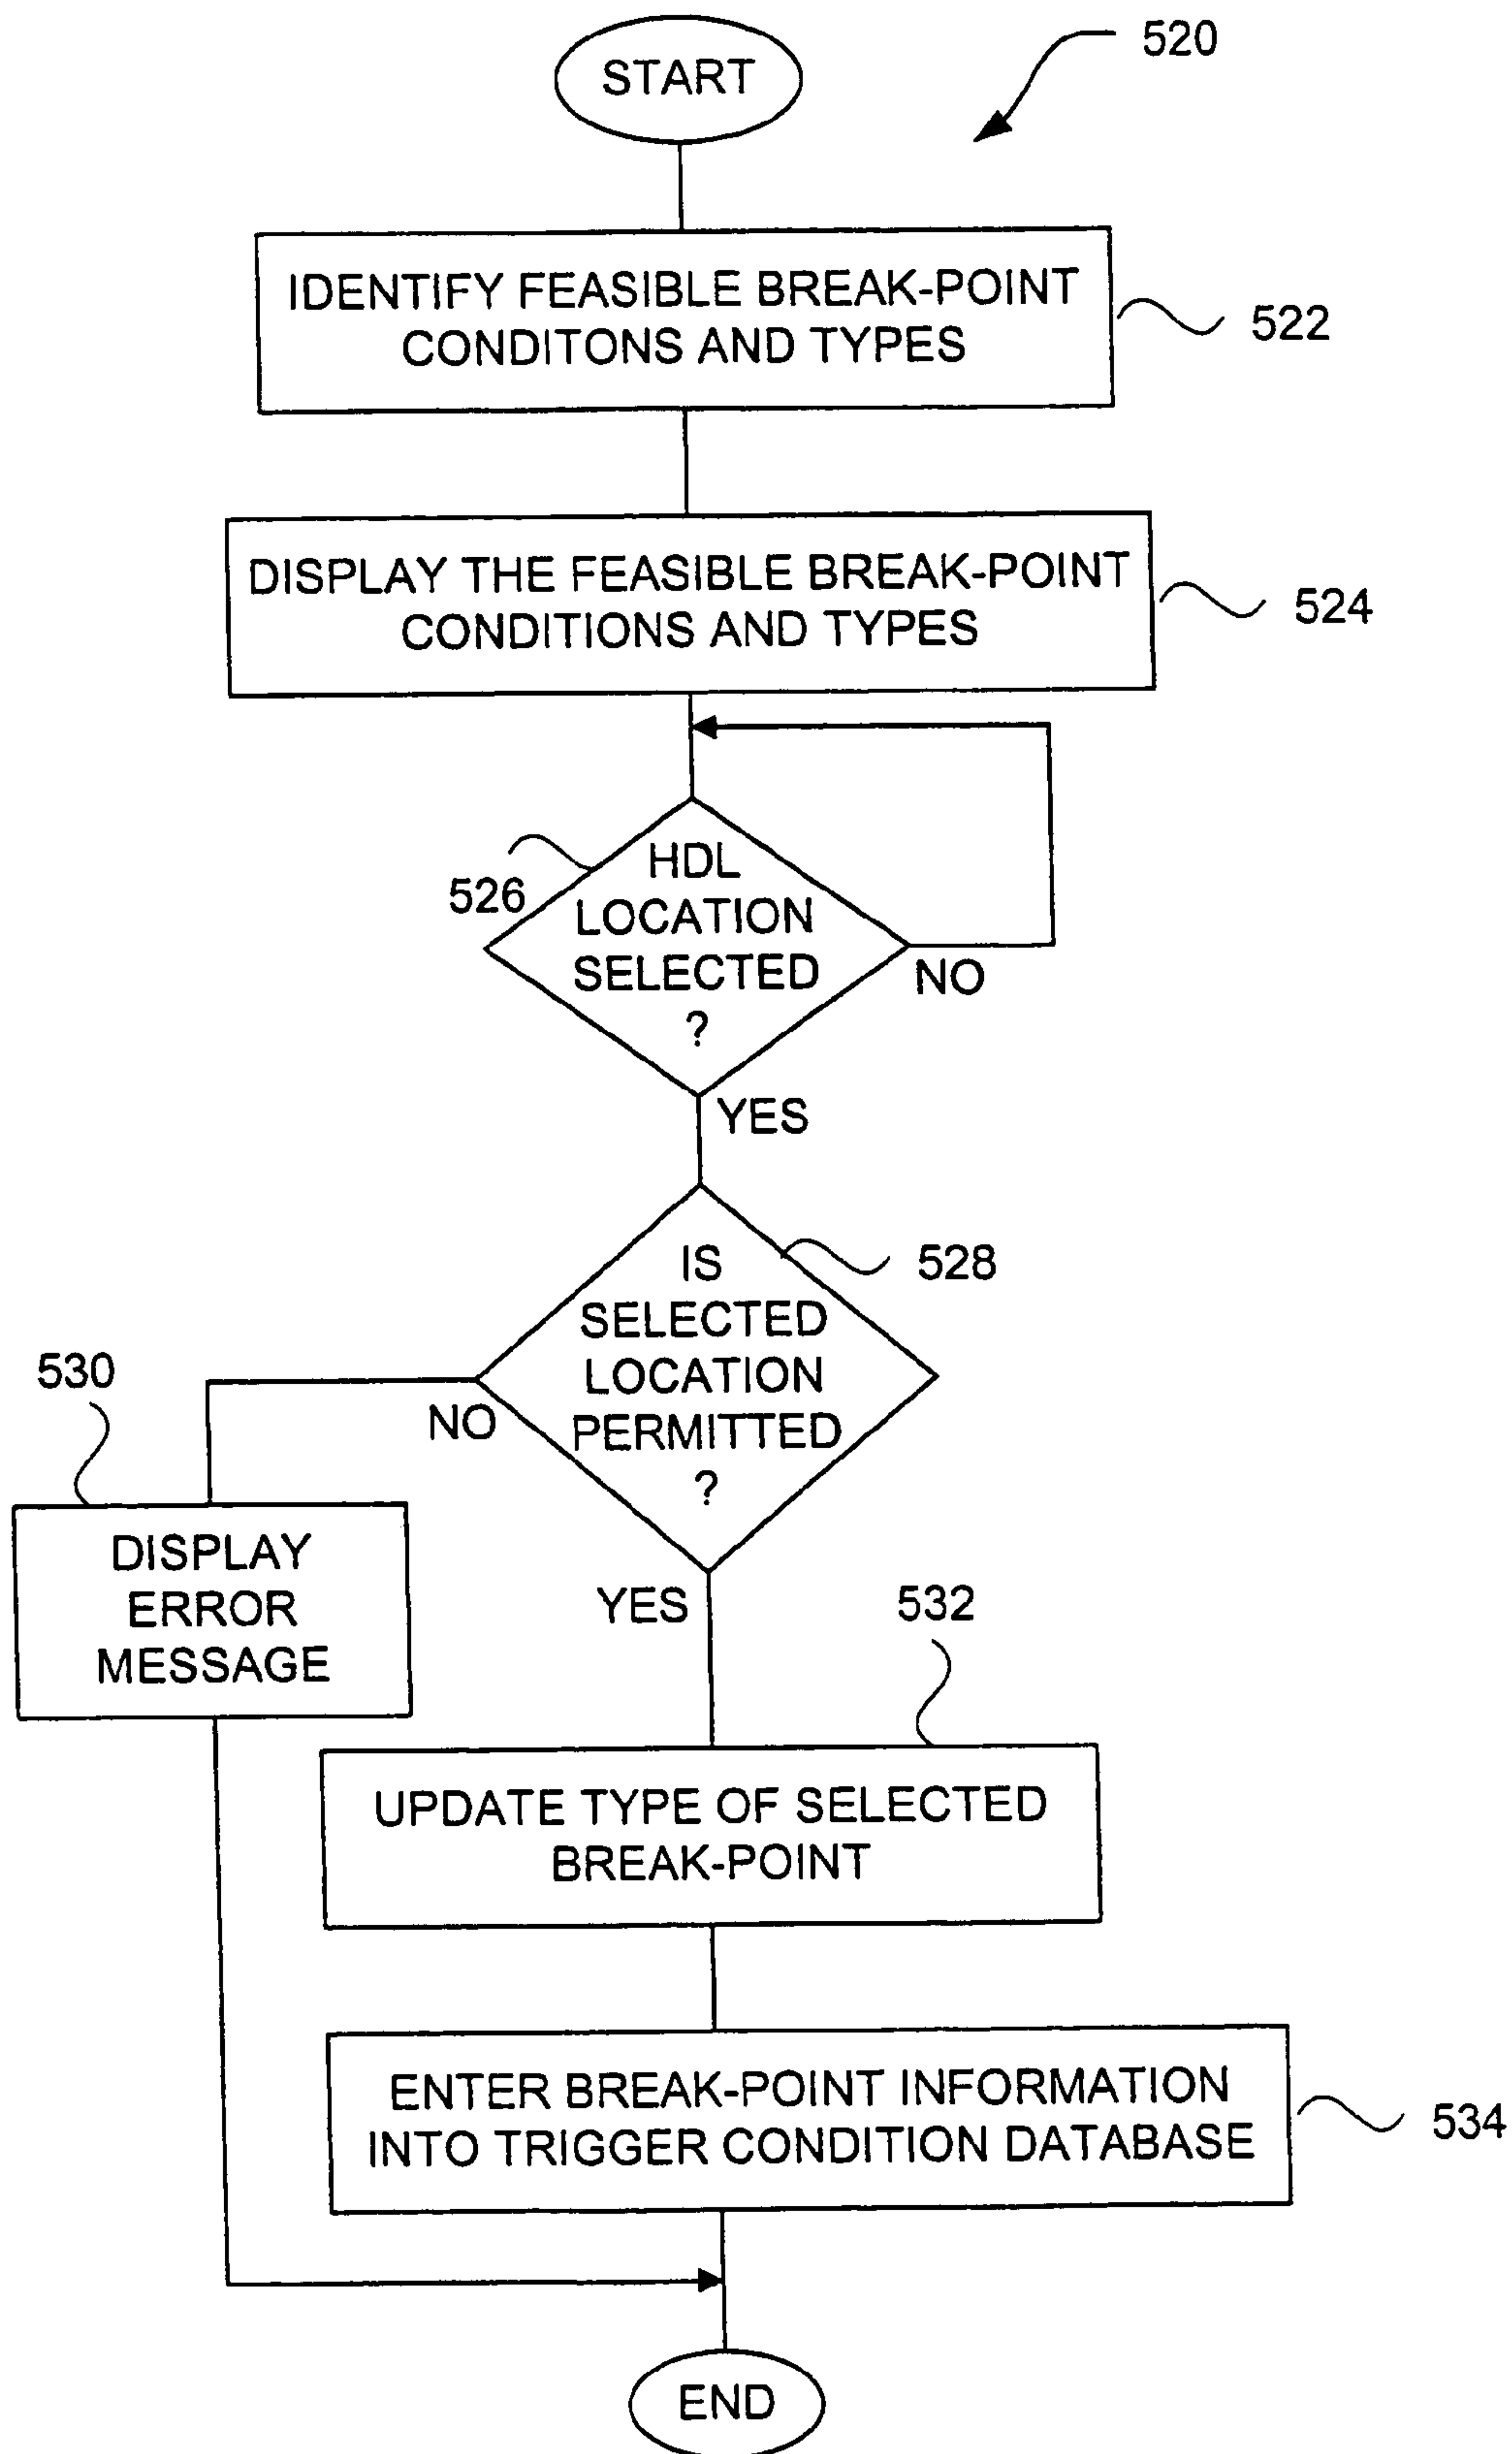 START
520
IDENTIFY FEASIBLE BREAK-POINT
CONDITONS AND TYPES
522
DISPLAY THE FEASIBLE BREAK-POINT
CONDITIONS AND TYPES
524
526
HDL
LOCATION
SELECTED
?
NO
YES
528
IS
SELECTED
LOCATION
PERMITTED
?
NO
YES
530
DISPLAY
ERROR
MESSAGE
532
UPDATE TYPE OF SELECTED
BREAK-POINT
ENTER BREAK-POINT INFORMATION
INTO TRIGGER CONDITION DATABASE
534
END